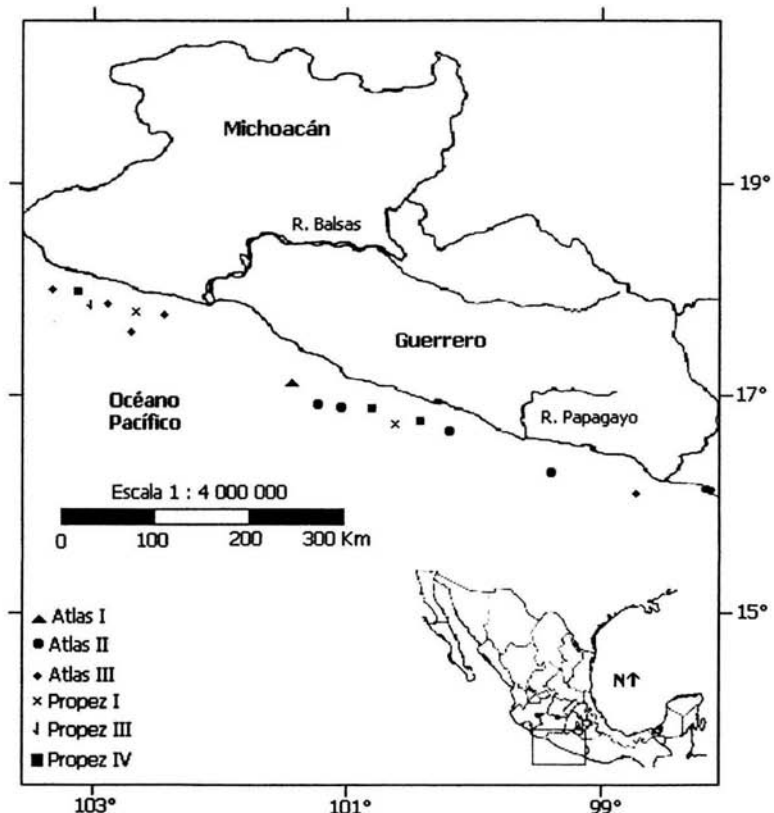 Michoacán
19°
R. Balsas
Guerrero
17°
Océano
Pacífico
R. Papagayo
Escala 1 : 4 000 000
0 100 200 300 Km
15°
Atlas I
Atlas II
Atlas III
Propez I
Propez III
Propez IV
N↑
103° 101° 99°